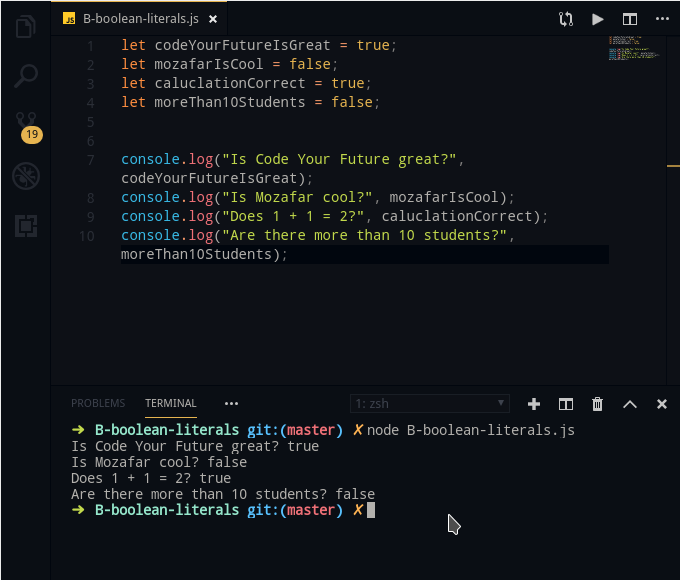 JS B-boolean-literals.js ×
1 let codeYourFutureIsGreat = true;
2 let mozafarIsCool = false;
3 let caluclationCorrect = true;
4 let moreThan10Students = false;
5
6
7 console.log("Is Code Your Future great?",
codeYourFutureIsGreat);
8 console.log("Is Mozafar cool?", mozafarIsCool);
9 console.log("Does 1 + 1 = 2?", caluclationCorrect);
10 console.log("Are there more than 10 students?",
moreThan10Students);
19
PROBLEMS TERMINAL ••• 1: zsh
➜ B-boolean-literals git:(master) ✗ node B-boolean-literals.js
Is Code Your Future great? true
Is Mozafar cool? false
Does 1 + 1 = 2? true
Are there more than 10 students? false
➜ B-boolean-literals git:(master) ✗